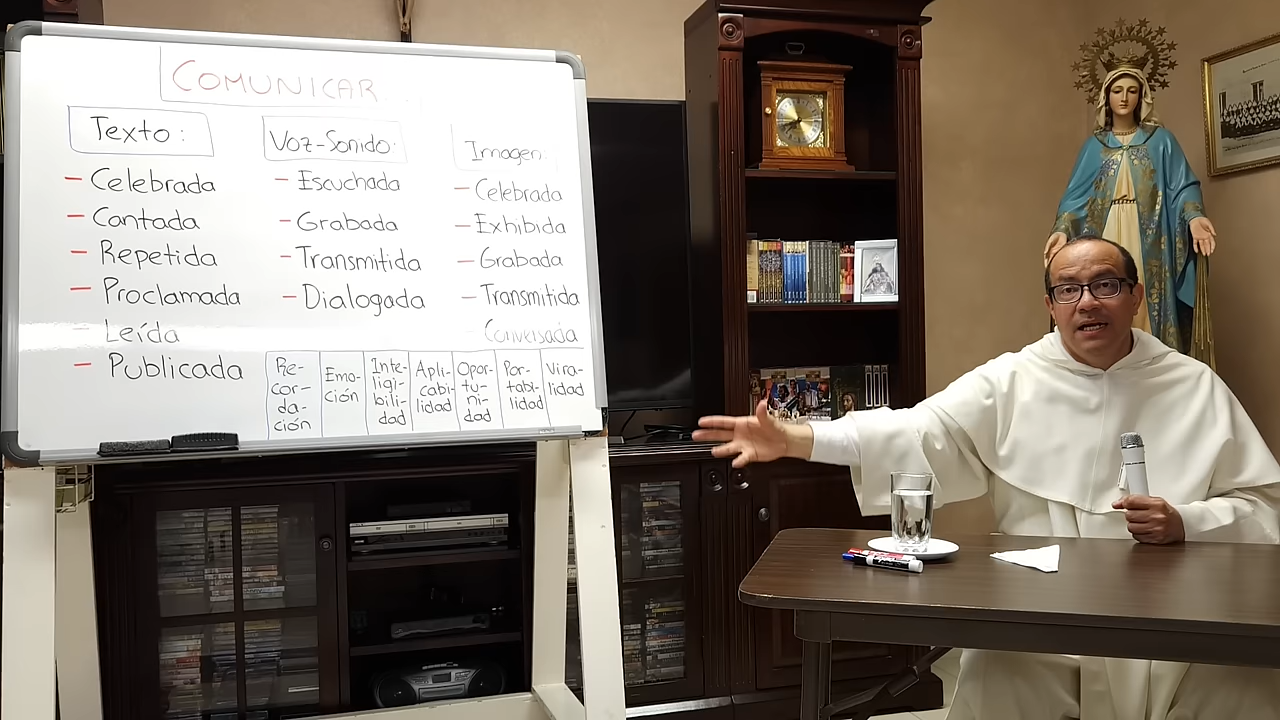 COMUNICAR
Texto:
- Celebrada
- Cantada
- Repetida
- Proclamada
- Leída
- Publicada
Voz-Sonido:
- Escuchada
- Grabada
- Transmitida
- Dialogada
Imagen:
- Celebrada
- Exhibida
- Grabada
- Transmitida
- Conversada
Re-
cor-
da-
ción
Emo-
ción
Inte-
ligi-
bili-
dad
Apli-
cabi-
lidad
Opor-
tu-
ni-
dad
Por-
tabi-
lidad
Vira-
lidad